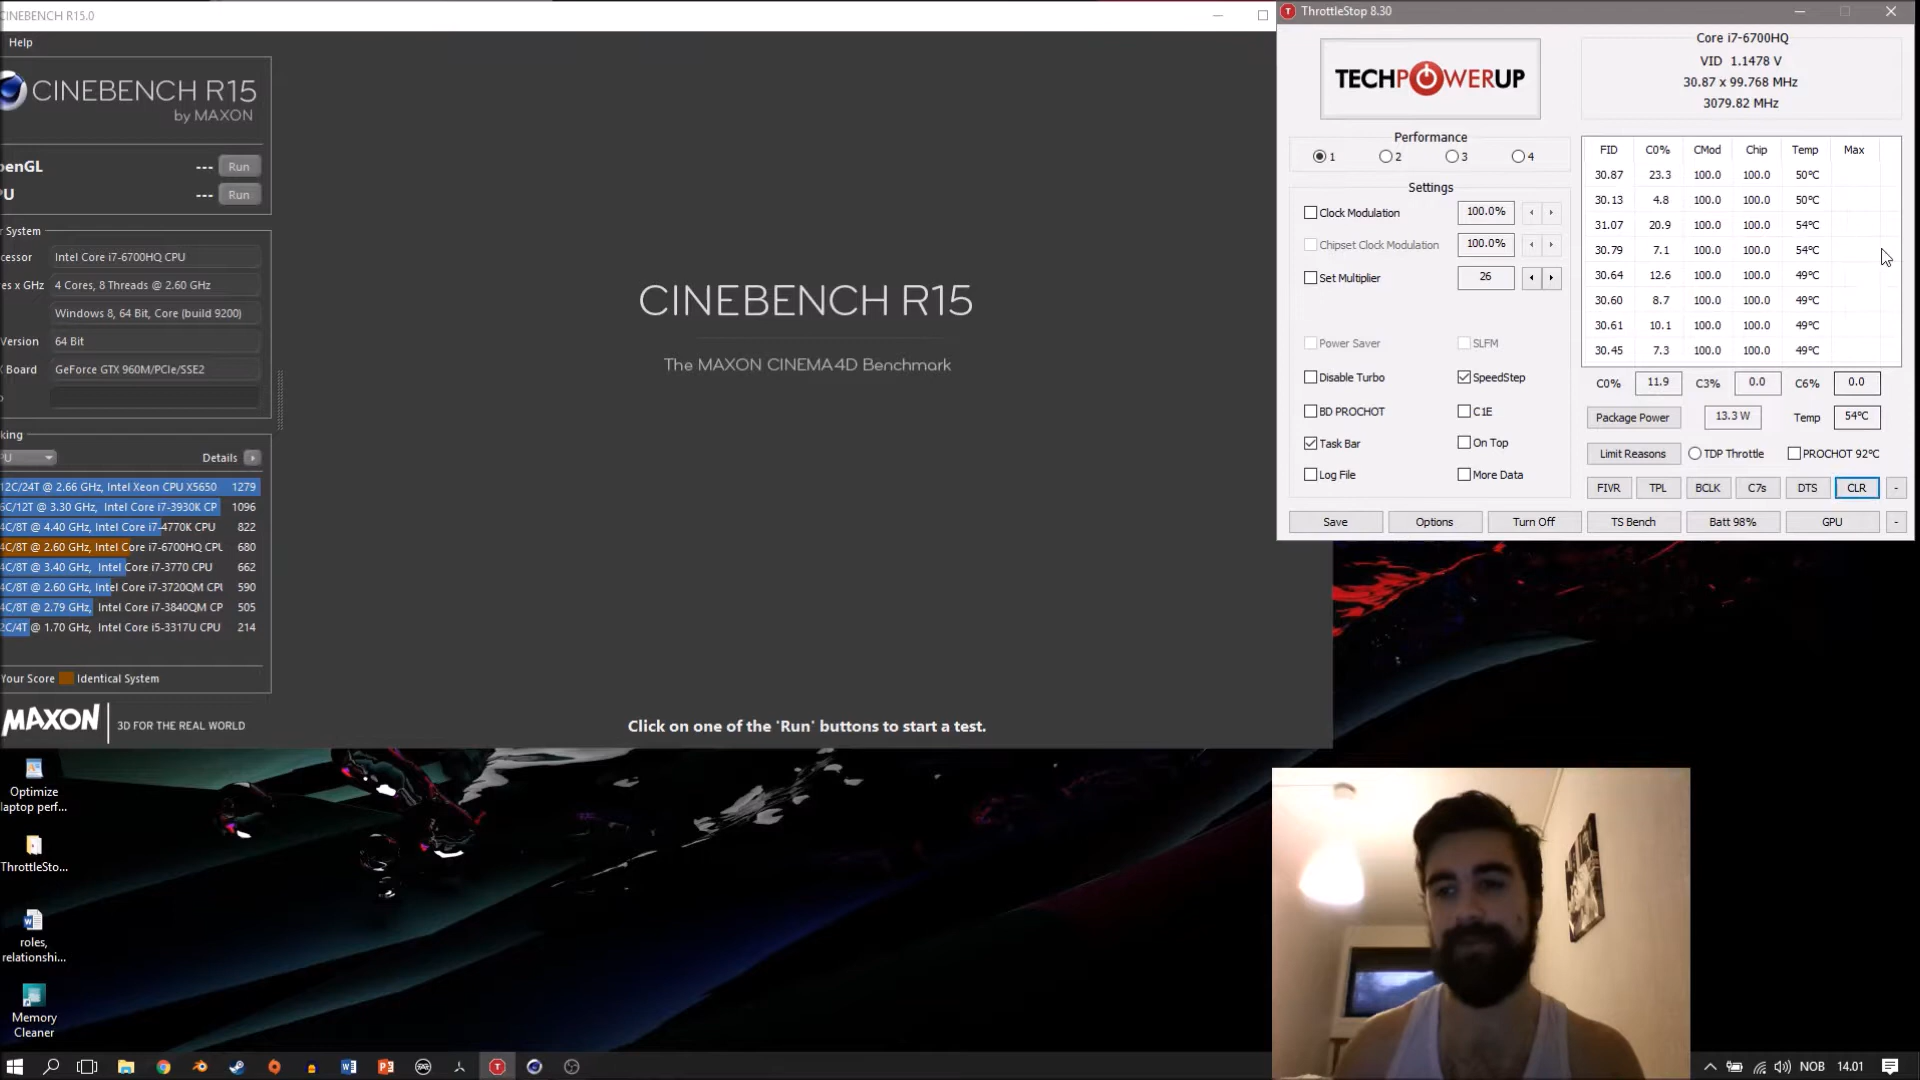 CINEBENCH R15.0
Help
CINEBENCH R15
by MAXON
penGL --- Run
PU --- Run
r System
cessor Intel Core i7-6700HQ CPU
es x GHz 4 Cores, 8 Threads @ 2.60 GHz
Windows 8, 64 Bit, Core (build 9200)
Version 64 Bit
Board GeForce GTX 960M/PCIe/SSE2
king
PU Details
12C/24T @ 2.66 GHz, Intel Xeon CPU X5650 1279
6C/12T @ 3.30 GHz, Intel Core i7-3930K CP 1096
4C/8T @ 4.40 GHz, Intel Core i7-4770K CPU 822
4C/8T @ 2.60 GHz, Intel Core i7-6700HQ CPU 680
4C/8T @ 3.40 GHz, Intel Core i7-3770 CPU 662
4C/8T @ 2.60 GHz, Intel Core i7-3720QM CPU 590
4C/8T @ 2.79 GHz, Intel Core i7-3840QM CP 505
2C/4T @ 1.70 GHz, Intel Core i5-3317U CPU 214
Your Score Identical System
MAXON 3D FOR THE REAL WORLD
CINEBENCH R15
The MAXON CINEMA4D Benchmark
Click on one of the 'Run' buttons to start a test.
ThrottleStop 8.30
TECHPOWERUP
Core i7-6700HQ
VID 1.1478 V
30.87 x 99.768 MHz
3079.82 MHz
Performance
1 2 3 4
Settings
Clock Modulation 100.0%
Chipset Clock Modulation 100.0%
Set Multiplier 26
Power Saver SLFM
Disable Turbo SpeedStep
BD PROCHOT C1E
Task Bar On Top
Log File More Data
FID C0% CMod Chip Temp Max
30.87 23.3 100.0 100.0 50°C
30.13 4.8 100.0 100.0 50°C
31.07 20.9 100.0 100.0 54°C
30.79 7.1 100.0 100.0 54°C
30.64 12.6 100.0 100.0 49°C
30.60 8.7 100.0 100.0 49°C
30.61 10.1 100.0 100.0 49°C
30.45 7.3 100.0 100.0 49°C
C0% 11.9 C3% 0.0 C6% 0.0
Package Power 13.3 W Temp 54°C
Limit Reasons TDP Throttle PROCHOT 92°C
FIVR TPL BCLK C7s DTS CLR -
Save Options Turn Off TS Bench Batt 98% GPU -
Optimize
laptop perf...
ThrottleSto...
roles,
relationshi...
Memory
Cleaner
NOB 14.01